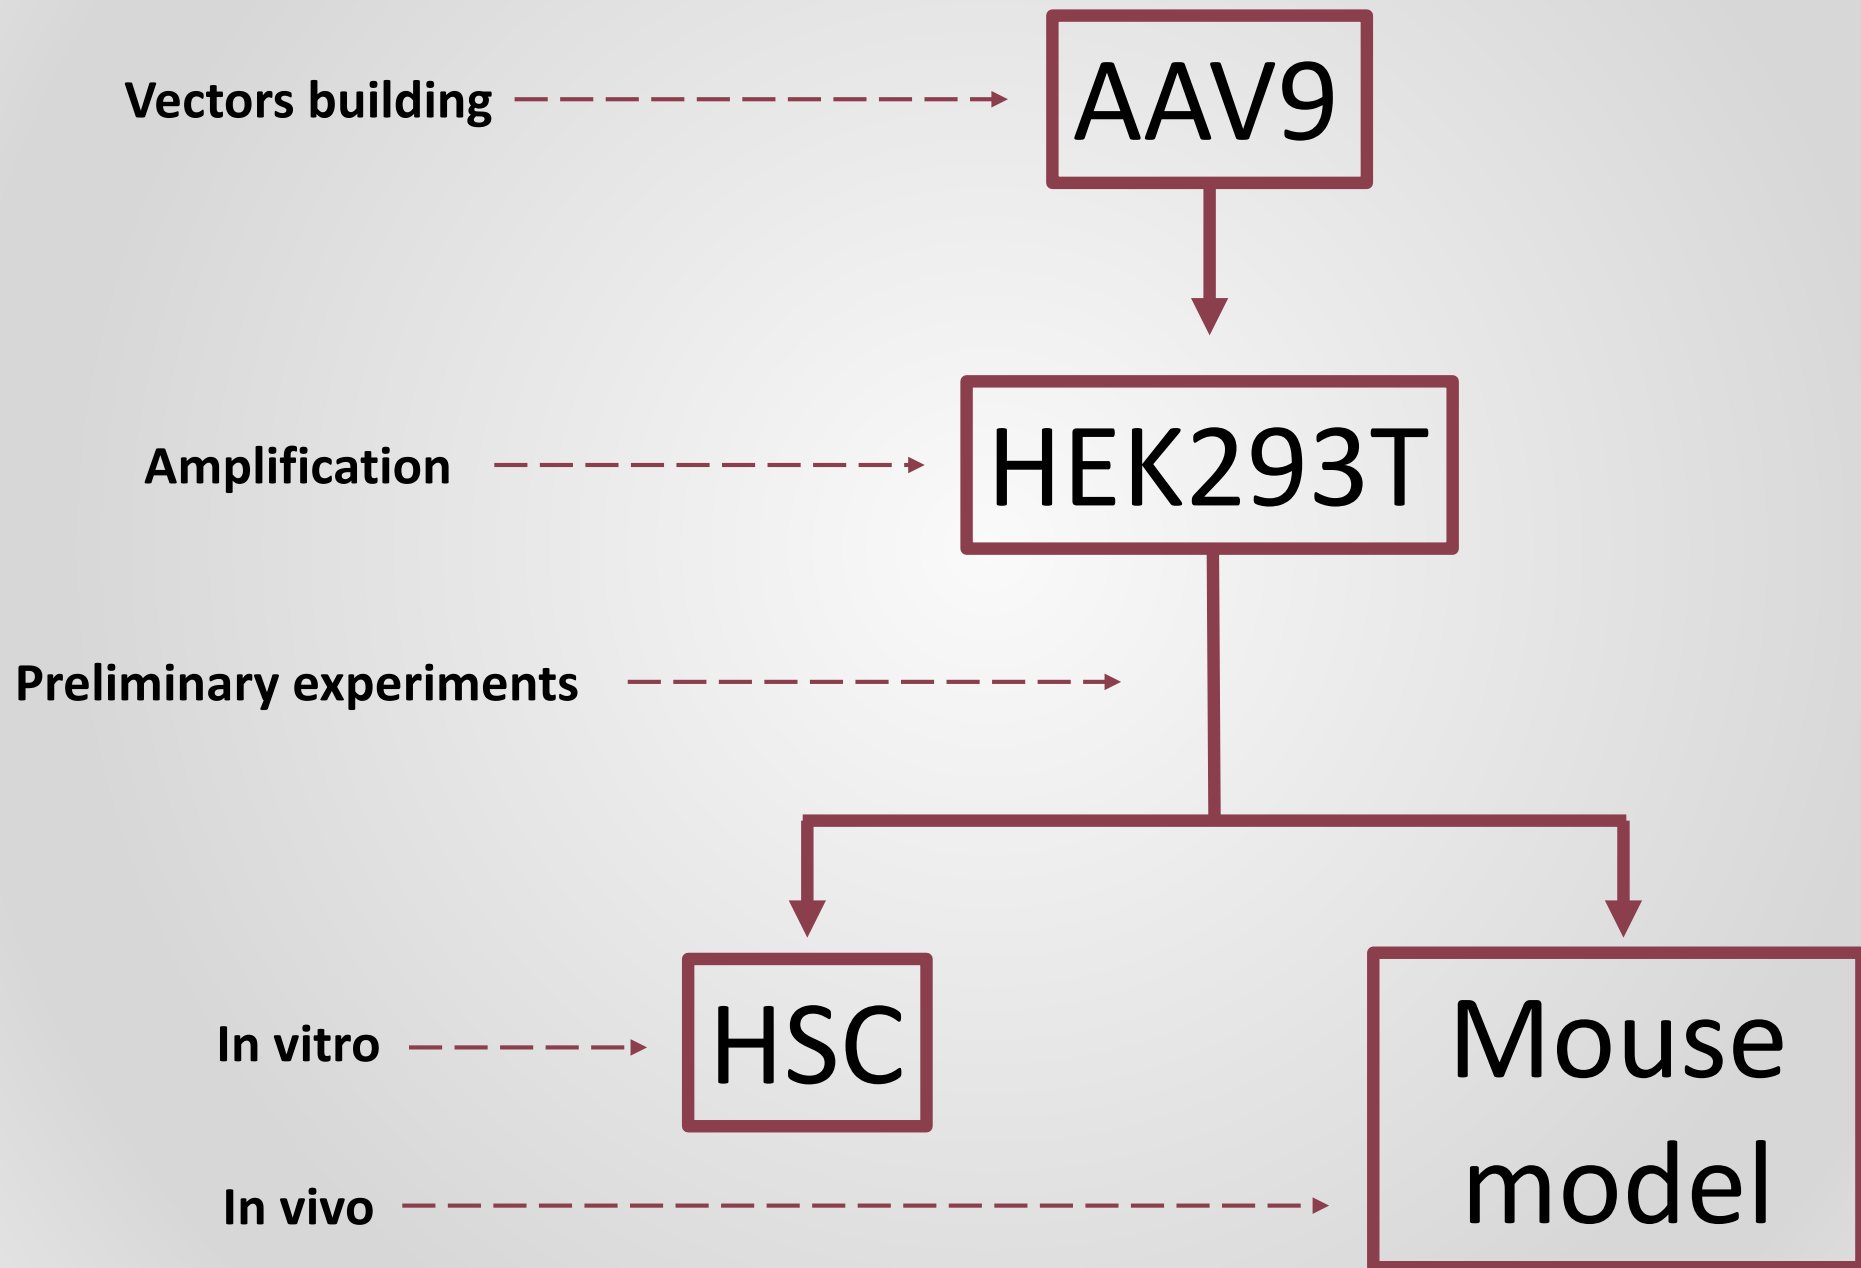 Vectors building
AAV9
Amplification
HEK293T
Preliminary experiments
In vitro
HSC
Mouse
model
In vivo